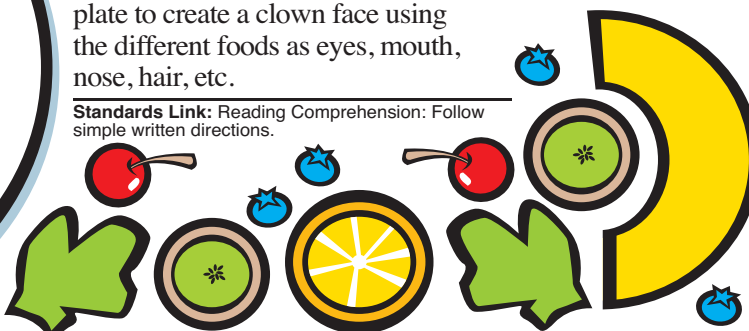 plate to create a clown face using
the different foods as eyes, mouth,
nose, hair, etc.
Standards Link: Reading Comprehension: Follow
simple written directions.